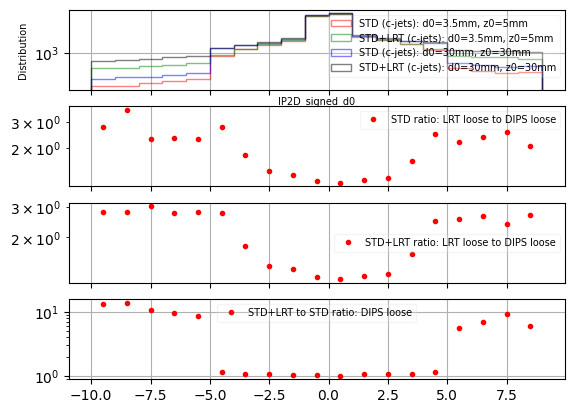 Distribution
10³
STD (c-jets): d0=3.5mm, z0=5mm
STD+LRT (c-jets): d0=3.5mm, z0=5mm
STD (c-jets): d0=30mm, z0=30mm
STD+LRT (c-jets): d0=30mm, z0=30mm
IP2D_signed_d0
3 × 10⁰
2 × 10⁰
STD ratio: LRT loose to DIPS loose
3 × 10⁰
2 × 10⁰
STD+LRT ratio: LRT loose to DIPS loose
10¹
10⁰
STD+LRT to STD ratio: DIPS loose
−10.0 −7.5 −5.0 −2.5 0.0 2.5 5.0 7.5